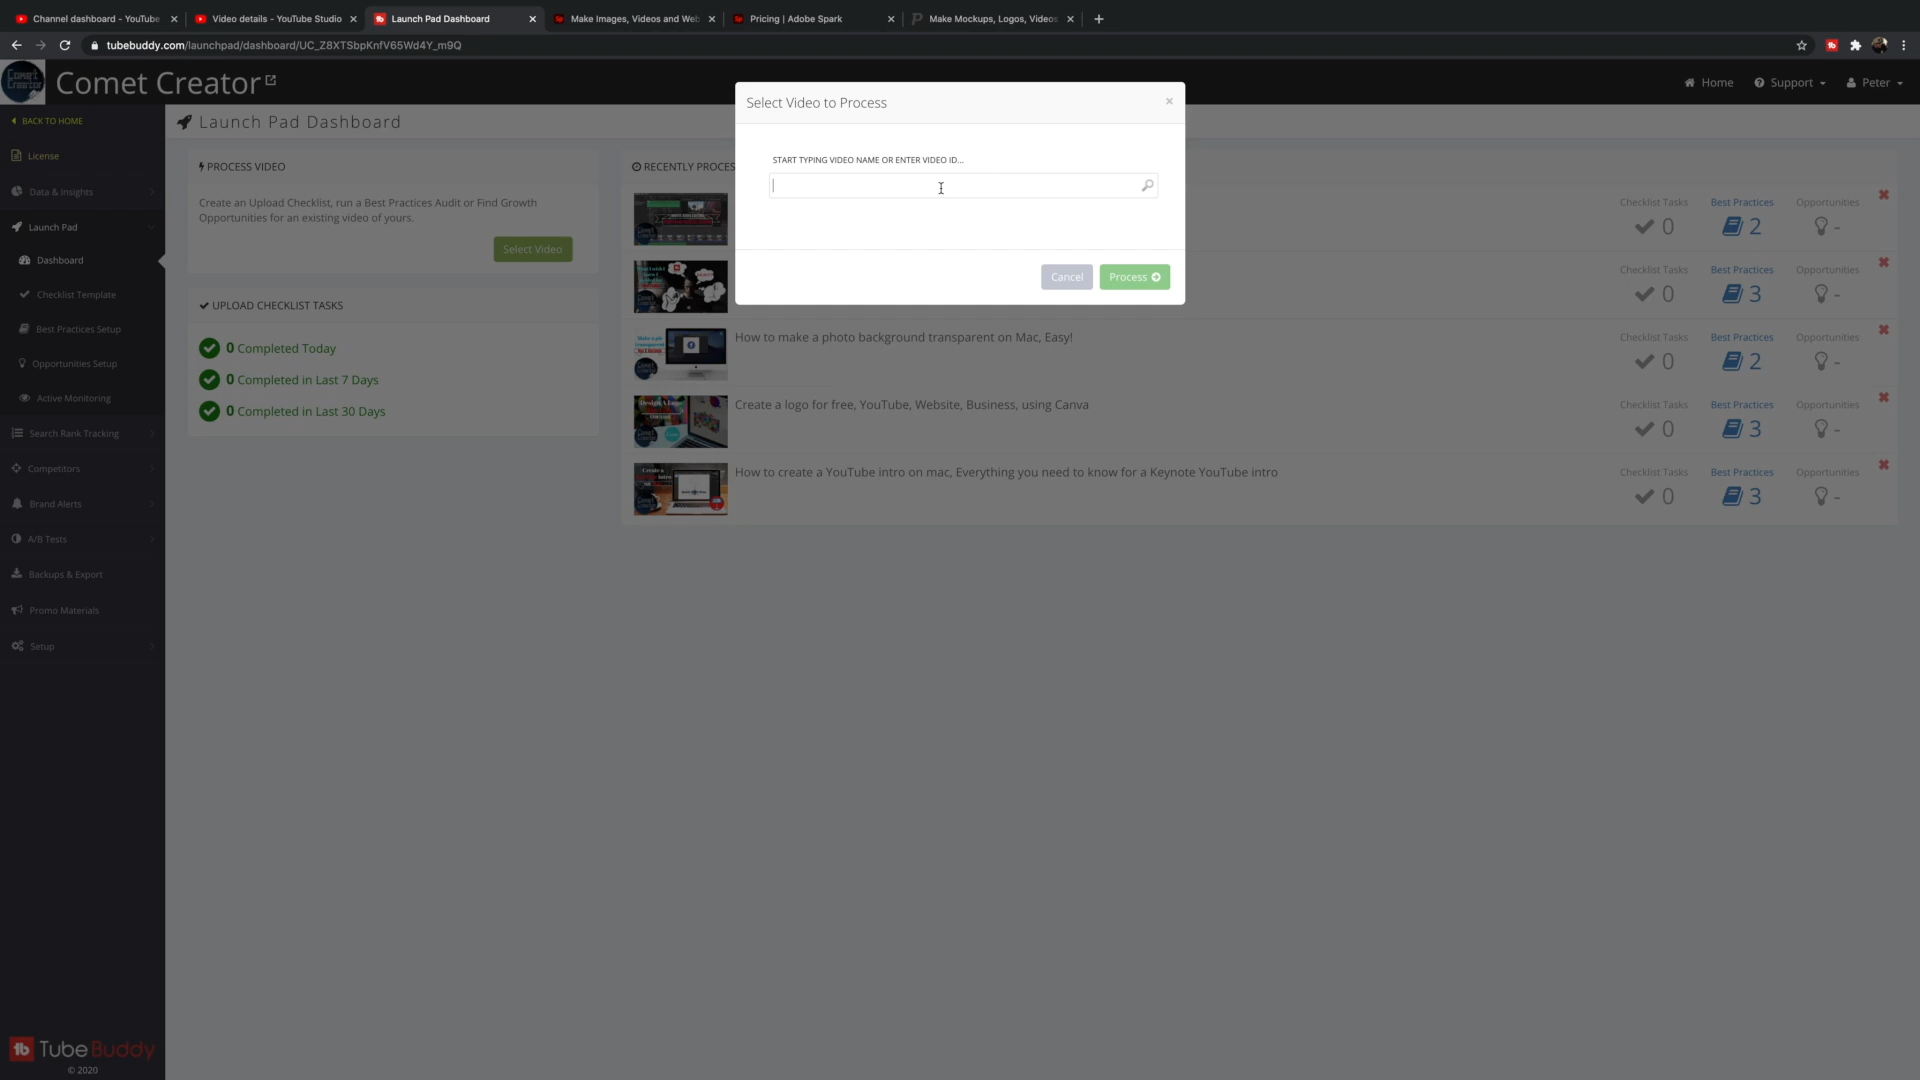 Channel dashboard - YouTube
Video details - YouTube Studio
Launch Pad Dashboard
Make Images, Videos and Web
Pricing | Adobe Spark
Make Mockups, Logos, Videos
tubebuddy.com/launchpad/dashboard/UC_Z8XTSbpKnfV65Wd4Y_m9Q
Comet Creator
Home
Support
Peter
BACK TO HOME
License
Data & Insights
Launch Pad
Dashboard
Checklist Template
Best Practices Setup
Opportunities Setup
Active Monitoring
Search Rank Tracking
Competitors
Brand Alerts
A/B Tests
Backups & Export
Promo Materials
Setup
TubeBuddy
© 2020
Launch Pad Dashboard
PROCESS VIDEO
Create an Upload Checklist, run a Best Practices Audit or Find Growth
Opportunities for an existing video of yours.
Select Video
UPLOAD CHECKLIST TASKS
0 Completed Today
0 Completed in Last 7 Days
0 Completed in Last 30 Days
RECENTLY PROCES
Select Video to Process
×
START TYPING VIDEO NAME OR ENTER VIDEO ID...
Cancel
Process
Checklist Tasks Best Practices Opportunities
0 2 -
Checklist Tasks Best Practices Opportunities
0 3 -
How to make a photo background transparent on Mac, Easy!
Checklist Tasks Best Practices Opportunities
0 2 -
Create a logo for free, YouTube, Website, Business, using Canva
Checklist Tasks Best Practices Opportunities
0 3 -
How to create a YouTube intro on mac, Everything you need to know for a Keynote YouTube intro
Checklist Tasks Best Practices Opportunities
0 3 -